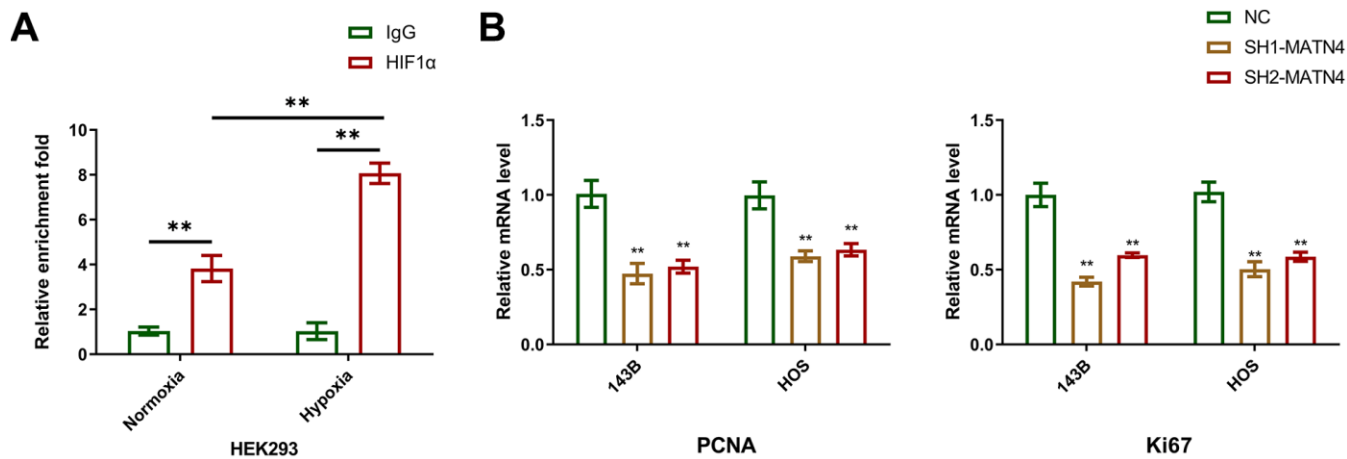 A
IgG
HIF1α
**
**
**
Relative enrichment fold
10
8
6
4
2
0
Normoxia
Hypoxia
HEK293
B
NC
SH1-MATN4
SH2-MATN4
Relative mRNA level
1.5
1.0
0.5
0.0
** ** ** **
143B
HOS
PCNA
Relative mRNA level
1.5
1.0
0.5
0.0
** ** ** **
143B
HOS
Ki67